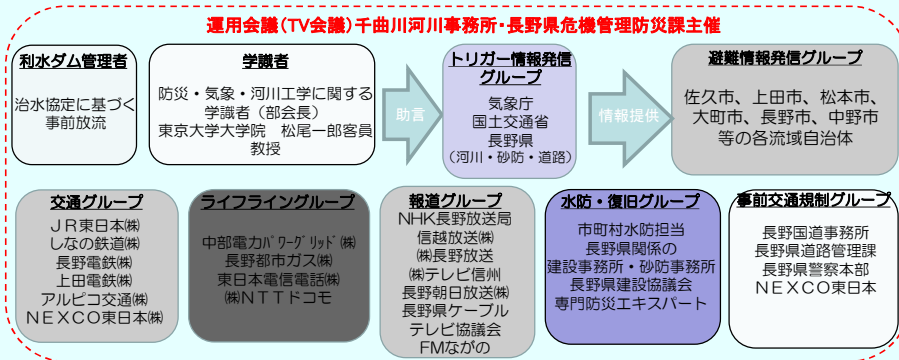 運用会議(TV会議)千曲川河川事務所・長野県危機管理防災課主催
利水ダム管理者
治水協定に基づく
事前放流
学識者
防災・気象・河川工学に関する
学識者(部会長)
東京大学大学院 松尾一郎客員
教授
助言
トリガー情報発信
グループ
気象庁
国土交通省
長野県
(河川・砂防・道路)
情報提供
避難情報発信グループ
佐久市、上田市、松本市、
大町市、長野市、中野市
等の各流域自治体
交通グループ
JR東日本㈱
しなの鉄道㈱
長野電鉄㈱
上田電鉄㈱
アルピコ交通㈱
NEXCO東日本㈱
ライフライングループ
中部電力パワーグリッド㈱
長野都市ガス㈱
東日本電信電話㈱
㈱NTTドコモ
報道グループ
NHK長野放送局
信越放送㈱
㈱長野放送
㈱テレビ信州
長野朝日放送㈱
長野県ケーブル
テレビ協議会
FMながの
水防・復旧グループ
市町村水防担当
長野県関係の
建設事務所・砂防事務所
長野県建設協議会
専門防災エキスパート
事前交通規制グループ
長野国道事務所
長野県道路管理課
長野県警察本部
NEXCO東日本